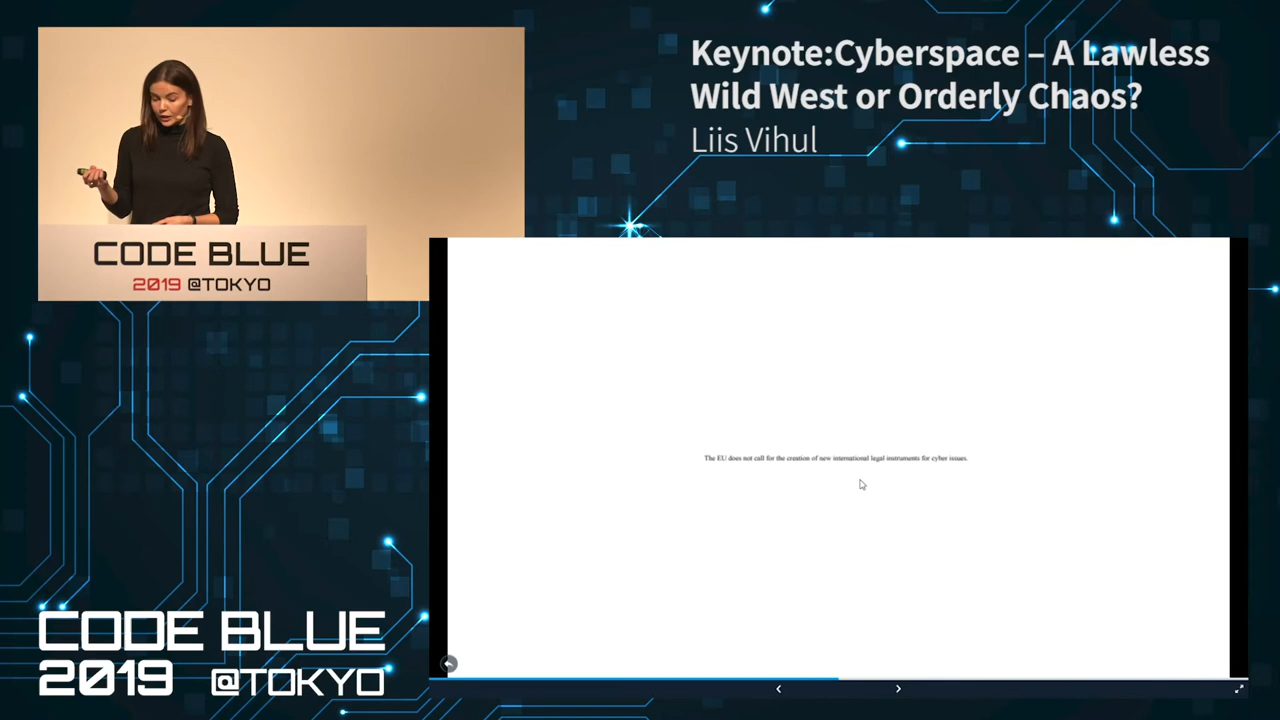 Keynote:Cyberspace – A Lawless
Wild West or Orderly Chaos?
Liis Vihul
CODE BLUE
2019 @TOKYO
The EU does not call for the creation of new international legal instruments for cyber issues.
CODE BLUE
2019 @TOKYO